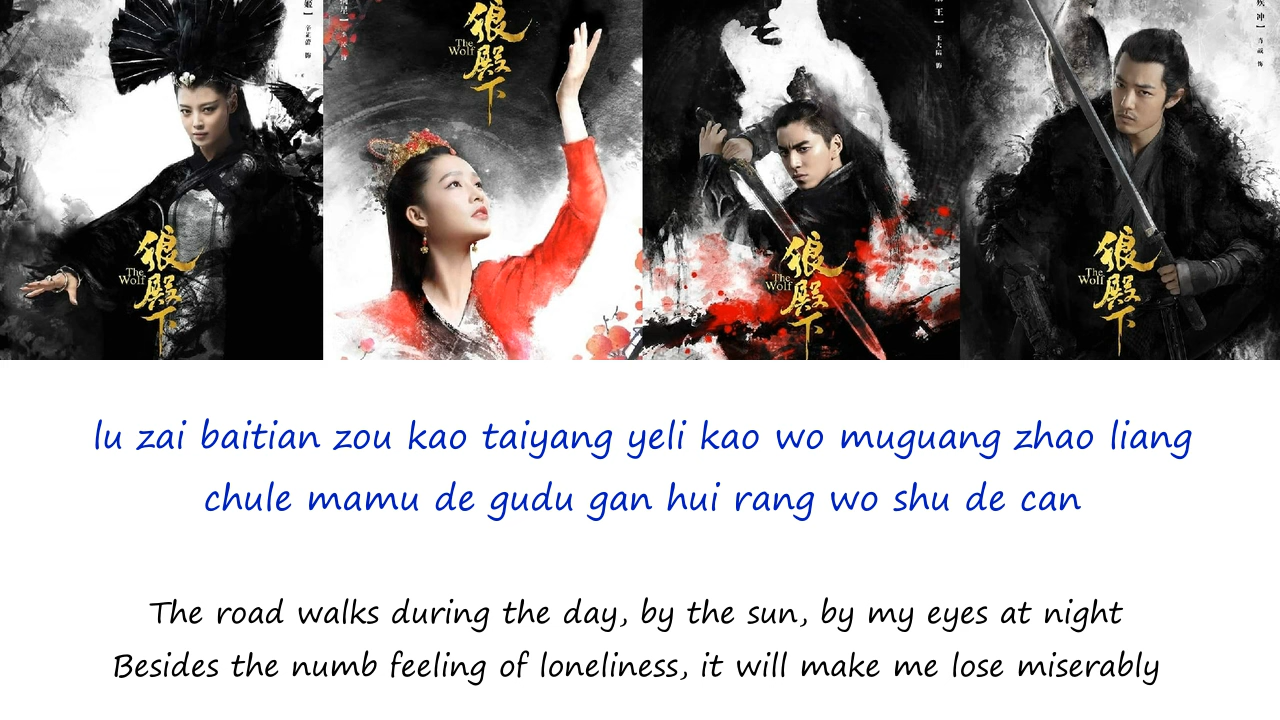 狼殿下
The Wolf
狼殿下
The Wolf
狼殿下
The Wolf
狼殿下
The Wolf
lu zai baitian zou kao taiyang yeli kao wo muguang zhao liang
chule mamu de gudu gan hui rang wo shu de can
The road walks during the day, by the sun, by my eyes at night
Besides the numb feeling of loneliness, it will make me lose miserably